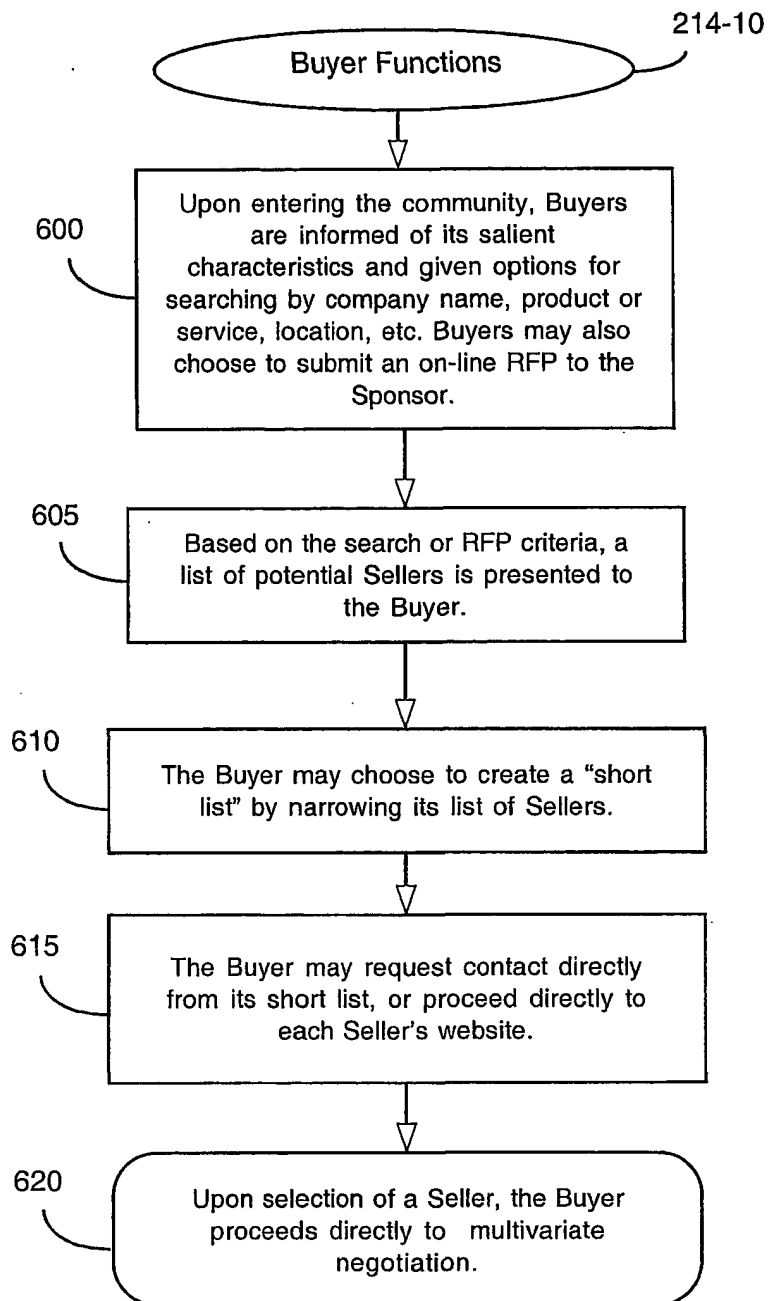 214-10
Buyer Functions
600
Upon entering the community, Buyers
are informed of its salient
characteristics and given options for
searching by company name, product or
service, location, etc. Buyers may also
choose to submit an on-line RFP to the
Sponsor.
605
Based on the search or RFP criteria, a
list of potential Sellers is presented to
the Buyer.
610
The Buyer may choose to create a “short
list” by narrowing its list of Sellers.
615
The Buyer may request contact directly
from its short list, or proceed directly to
each Seller's website.
620
Upon selection of a Seller, the Buyer
proceeds directly to multivariate
negotiation.